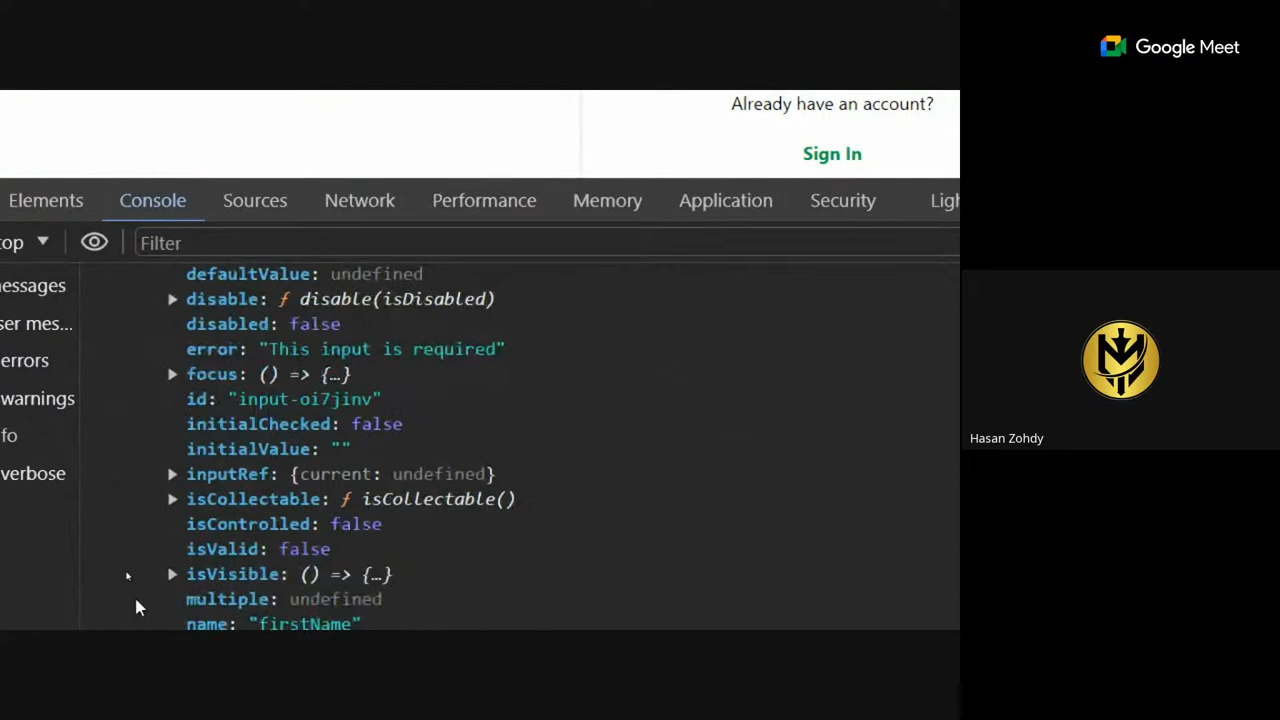 Google Meet
Already have an account?
Sign In
Elements
Console
Sources
Network
Performance
Memory
Application
Security
Ligh
op
Filter
essages
ser mes...
errors
warnings
fo
verbose
defaultValue: undefined
disable: ƒ disable(isDisabled)
disabled: false
error: "This input is required"
focus: () => {…}
id: "input-oi7jinv"
initialChecked: false
initialValue: ""
inputRef: {current: undefined}
isCollectable: ƒ isCollectable()
isControlled: false
isValid: false
isVisible: () => {…}
multiple: undefined
name: "firstName"
Hasan Zohdy